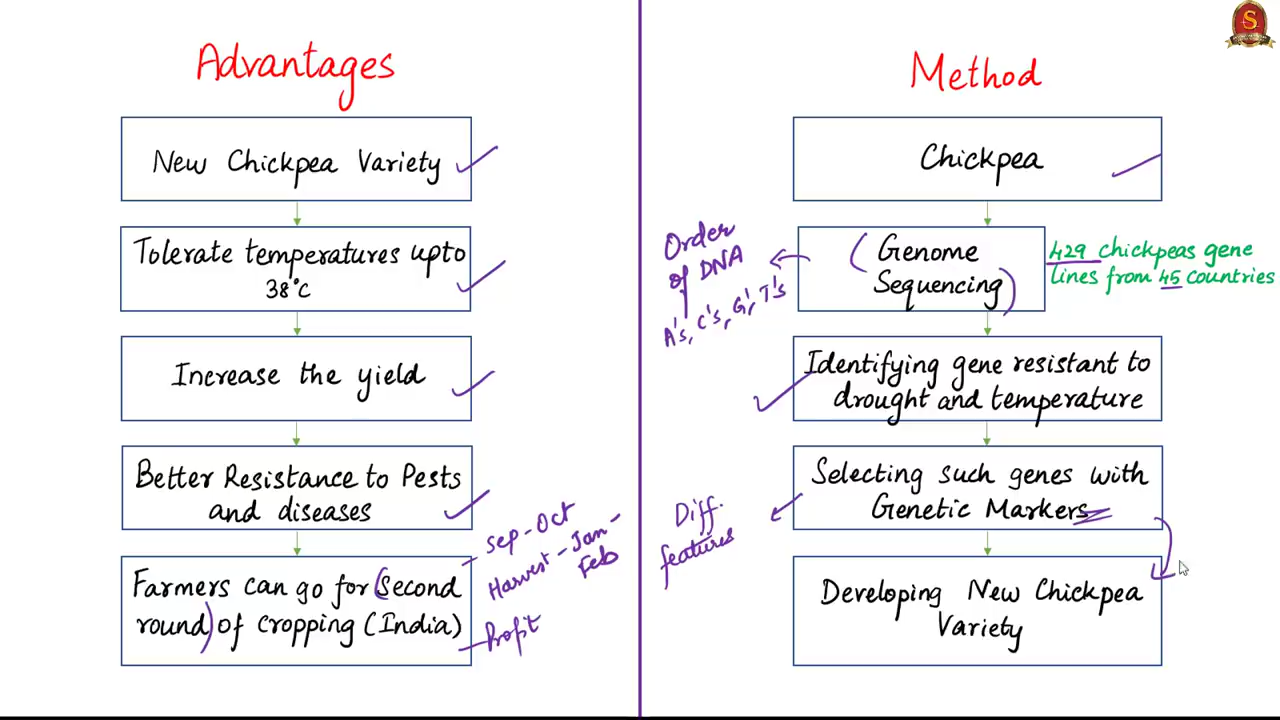 Advantages
New Chickpea Variety
Tolerate temperatures upto
38°C
Increase the yield
Better Resistance to Pests
and diseases
Farmers can go for (Second
round) of cropping (India)
Sep - Oct
Harvest - Jan -
Feb
Profit
Method
Chickpea
(Genome
Sequencing)
Order
of DNA
A's, C's, G's, T's
429 chickpeas gene
lines from 45 countries
Identifying gene resistant to
drought and temperature
Selecting such genes with
Genetic Markers
Diff.
features
Developing New Chickpea
Variety
S